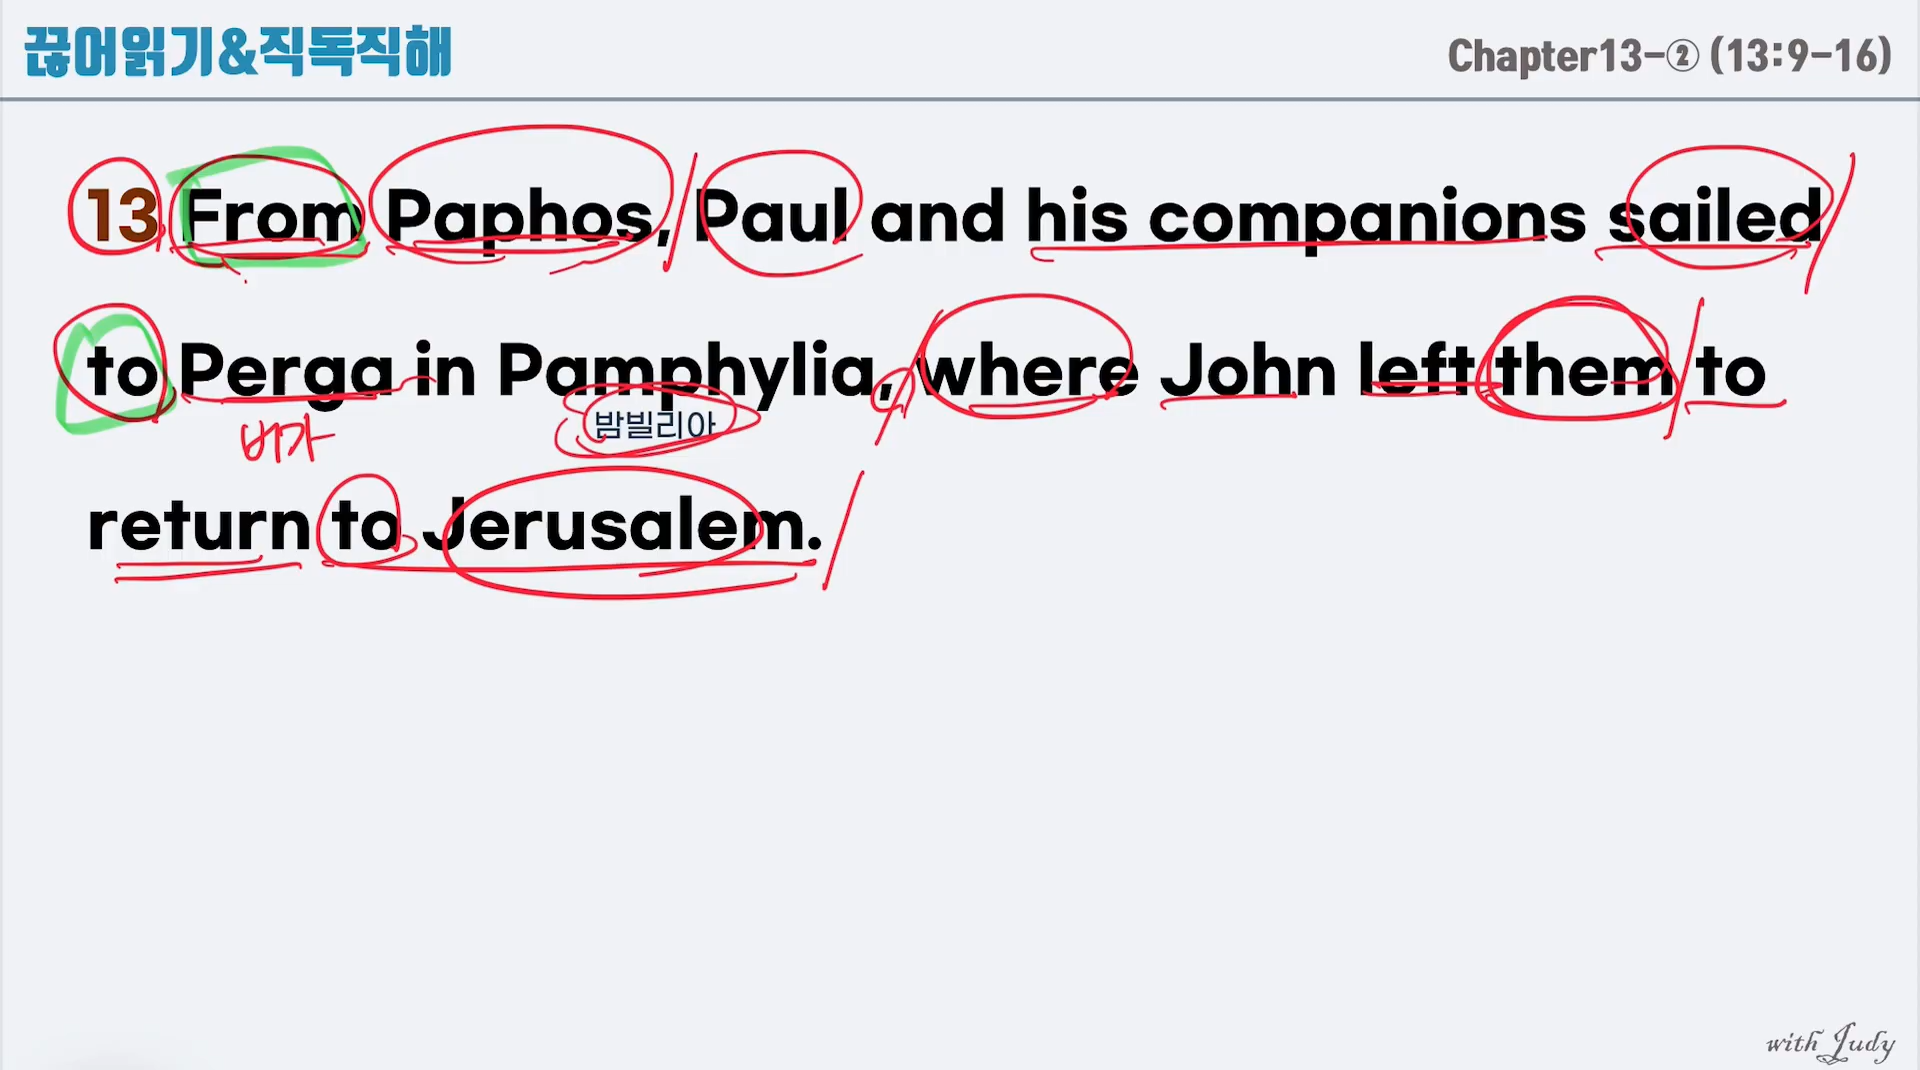 끊어읽기&직독직해
Chapter13-② (13:9-16)
13 From Paphos, Paul and his companions sailed
to Perga in Pamphylia, where John left them to
버가
밤빌리아
return to Jerusalem.
with Judy